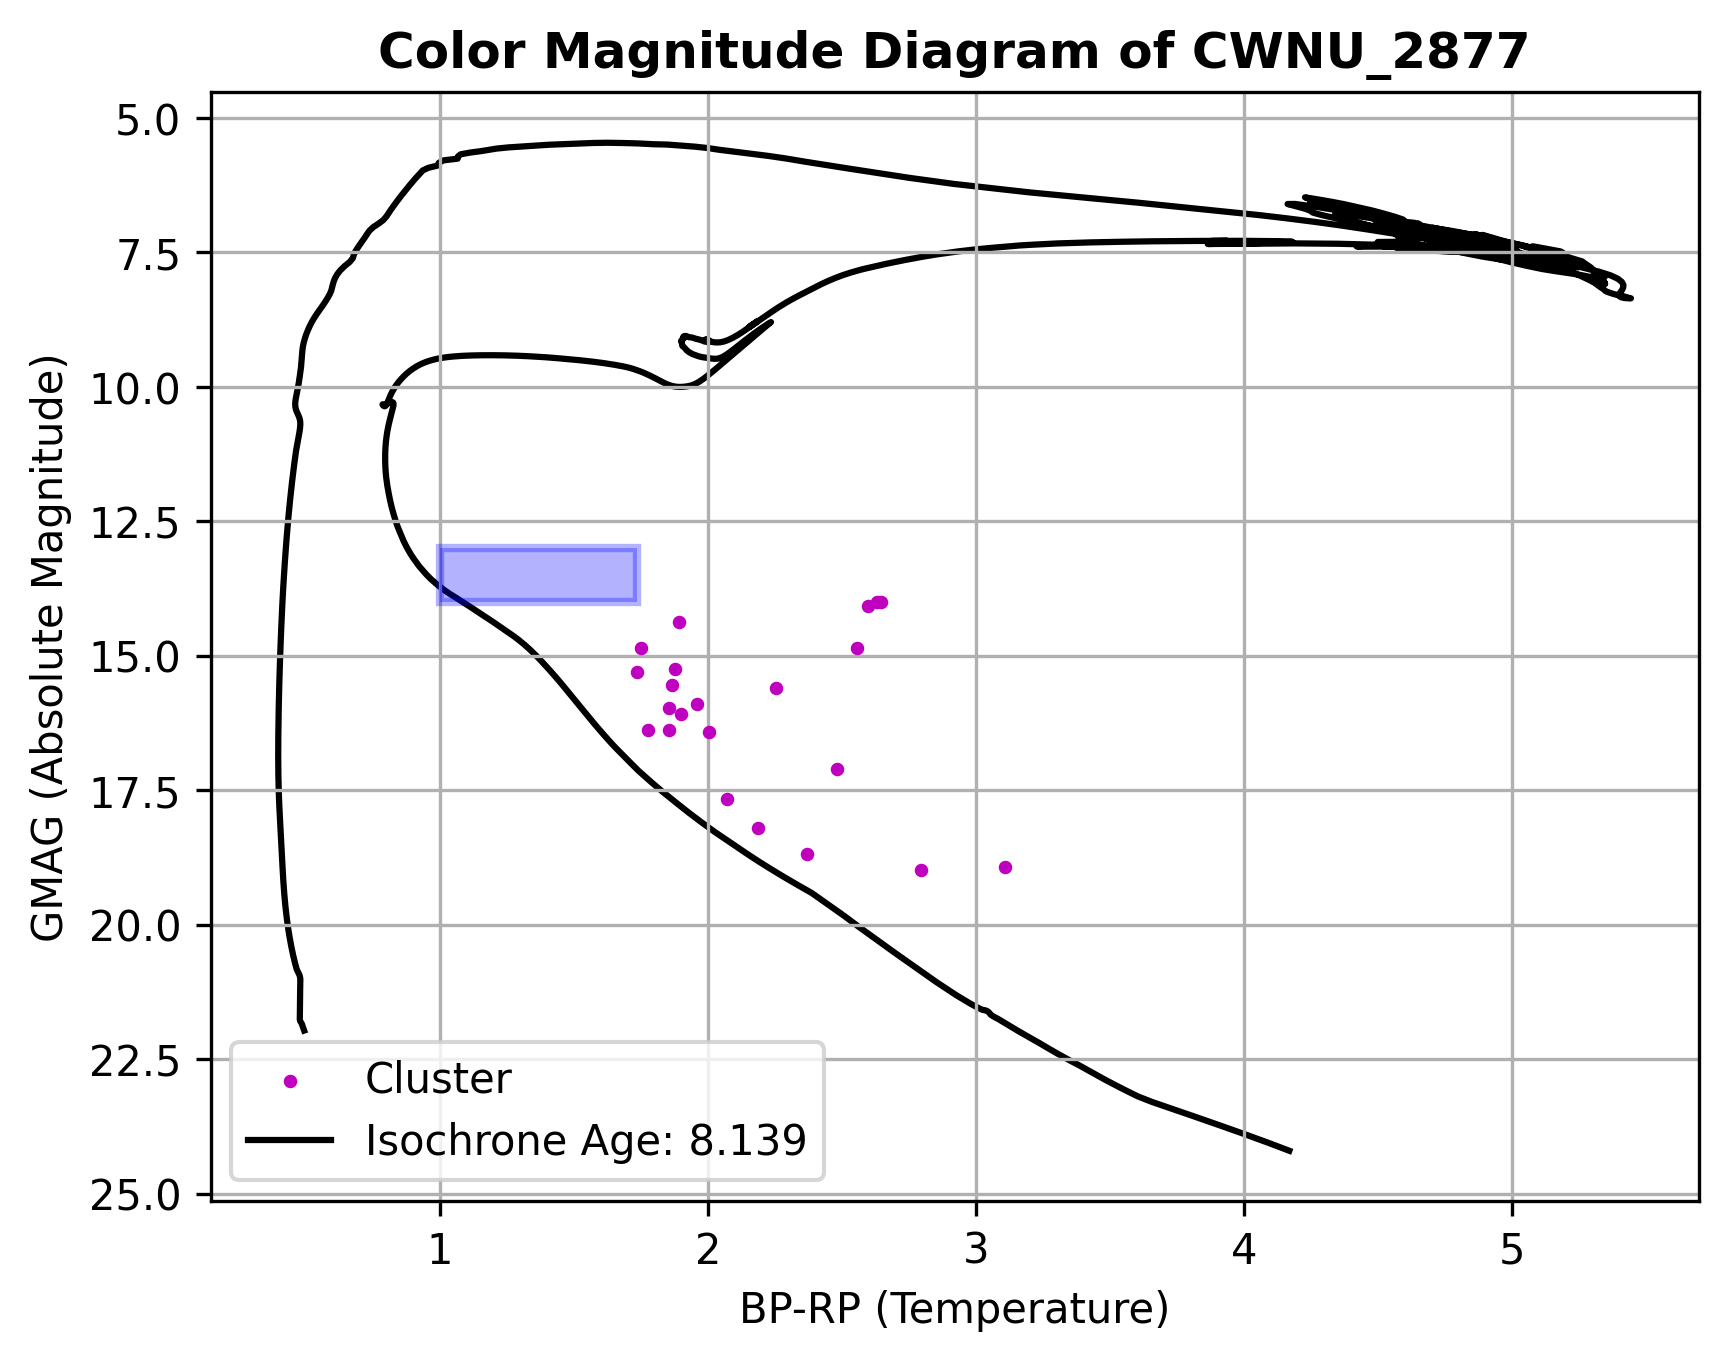 Color Magnitude Diagram of CWNU_2877
GMAG (Absolute Magnitude)
5.0
7.5
10.0
12.5
15.0
17.5
20.0
22.5
25.0
Cluster
Isochrone Age: 8.139
1 2 3 4 5
BP-RP (Temperature)